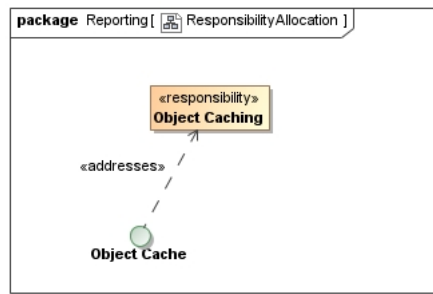 package Reporting [ ResponsibilityAllocation ]
«responsibility»
Object Caching
«addresses»
Object Cache